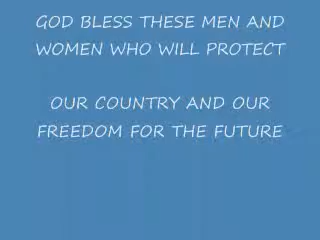 GOD BLESS THESE MEN AND
WOMEN WHO WILL PROTECT
OUR COUNTRY AND OUR
FREEDOM FOR THE FUTURE